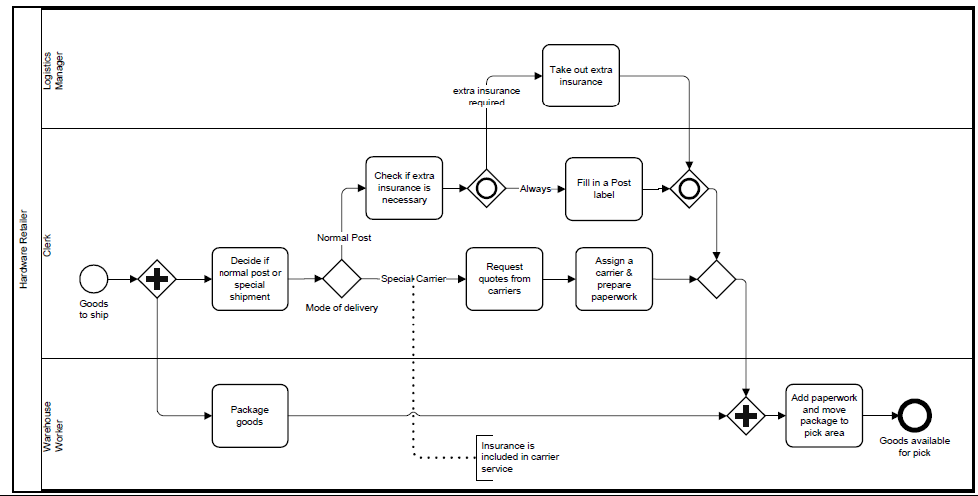 Hardware Retailer
Logistics
Manager
Take out extra
insurance
extra insurance
required
Clerk
Check if extra
insurance is
necessary
Always
Fill in a Post
label
Normal Post
Goods
to ship
Decide if
normal post or
special
shipment
Mode of delivery
Special Carrier
Request
quotes from
carriers
Assign a
carrier &
prepare
paperwork
Warehouse
Worker
Package
goods
Insurance is
included in carrier
service
Add paperwork
and move
package to
pick area
Goods available
for pick